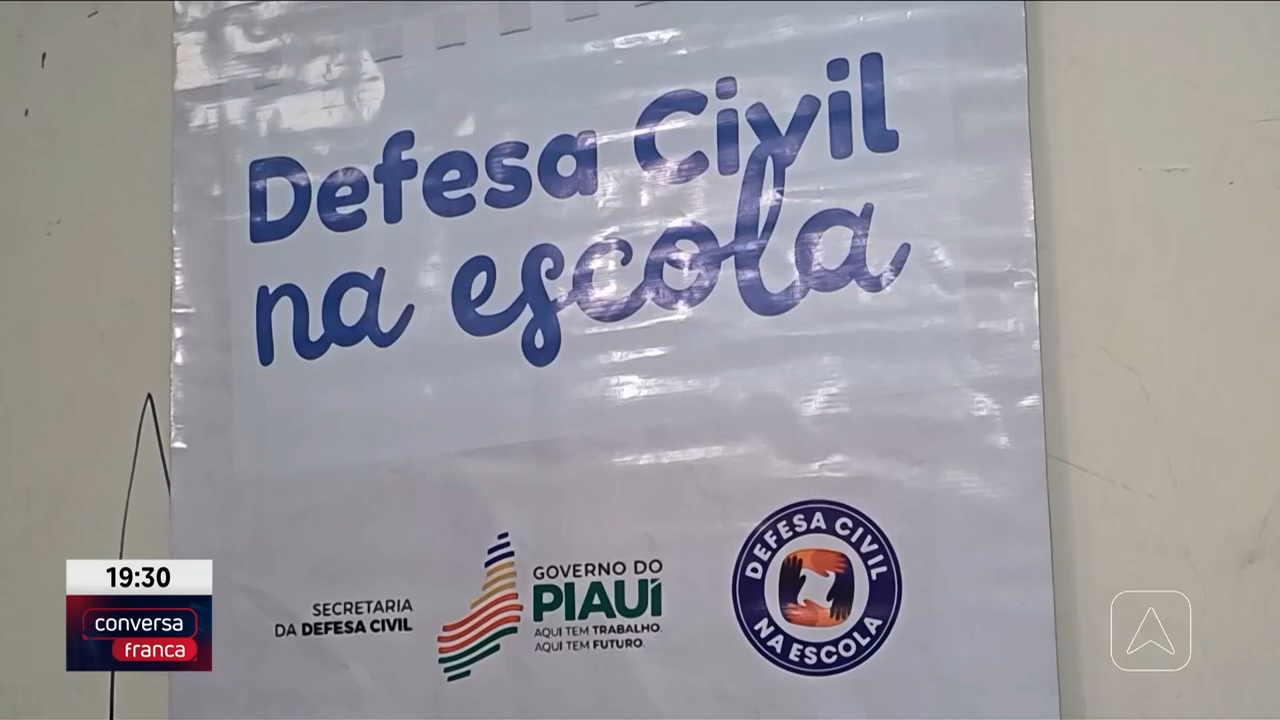 Defesa Civil
na escola
SECRETARIA
DA DEFESA CIVIL
GOVERNO DO
PIAUÍ
AQUI TEM TRABALHO.
AQUI TEM FUTURO.
DEFESA CIVIL
NA ESCOLA
19:30
conversa
franca